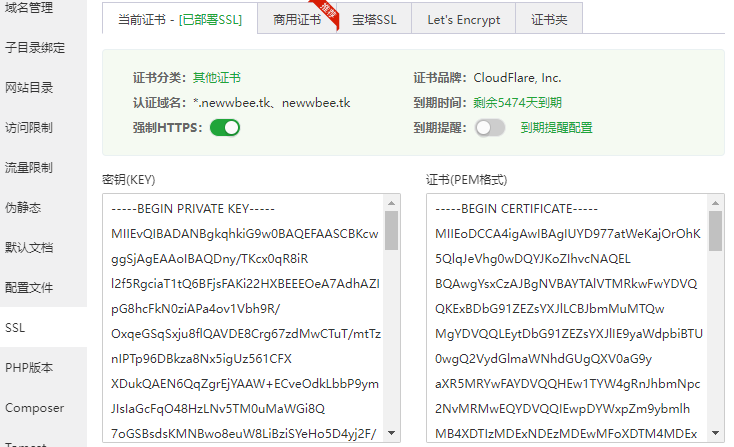 域名管理
子目录绑定
网站目录
访问限制
流量限制
伪静态
默认文档
配置文件
SSL
PHP版本
Composer
Tomcat
当前证书 - [已部署SSL]
商用证书
推荐
宝塔SSL
Let's Encrypt
证书夹
证书分类：其他证书
证书品牌：CloudFlare, Inc.
认证域名：*.newwbee.tk、newwbee.tk
到期时间：剩余5474天到期
强制HTTPS：
到期提醒：
到期提醒配置
密钥(KEY)
-----BEGIN PRIVATE KEY-----
MIIEvQIBADANBgkqhkiG9w0BAQEFAASCBKcw
ggSjAgEAAoIBAQDny/TKcx0qR8iR
l2f5RgciaT1tQ6BFjsFAKi22HXBEEEOeA7AdhAZI
pG8hcFkN0ziAPa4ov1Vbh9R/
OxqeGSqSxju8flQAVDE8Crg67zdMwCTuT/mtTz
nIPTp96DBkza8Nx5igUz561CFX
XDukQAEN6QqZgrEjYAAW+ECveOdkLbbP9ym
JIsIaGcFqO48HzLNv5TM0uMaWGi8Q
7oGSBsdsKMNBwo8euW8LiBziSYeHo5D4yj2F/
证书(PEM格式)
-----BEGIN CERTIFICATE-----
MIIEoDCCA4igAwIBAgIUYD977atWeKajOrOhK
5QIqJeVhg0wDQYJKoZIhvcNAQEL
BQAwgYsxCzAJBgNVBAYTAlVTMRkwFwYDVQ
QKExBDbG91ZEZsYXJlLCBJbmMuMTQw
MgYDVQQLEytDbG91ZEZsYXJlIE9yaWdpbiBTU
0wgQ2VydGlmaWNhdGUgQXV0aG9y
aXR5MRYwFAYDVQQHEw1TYW4gRnJhbmNpc
2NvMRMwEQYDVQQIEwpDYWxpZm9ybmlh
MB4XDTIzMDExNDEzMDEwMFoXDTM4MDEx